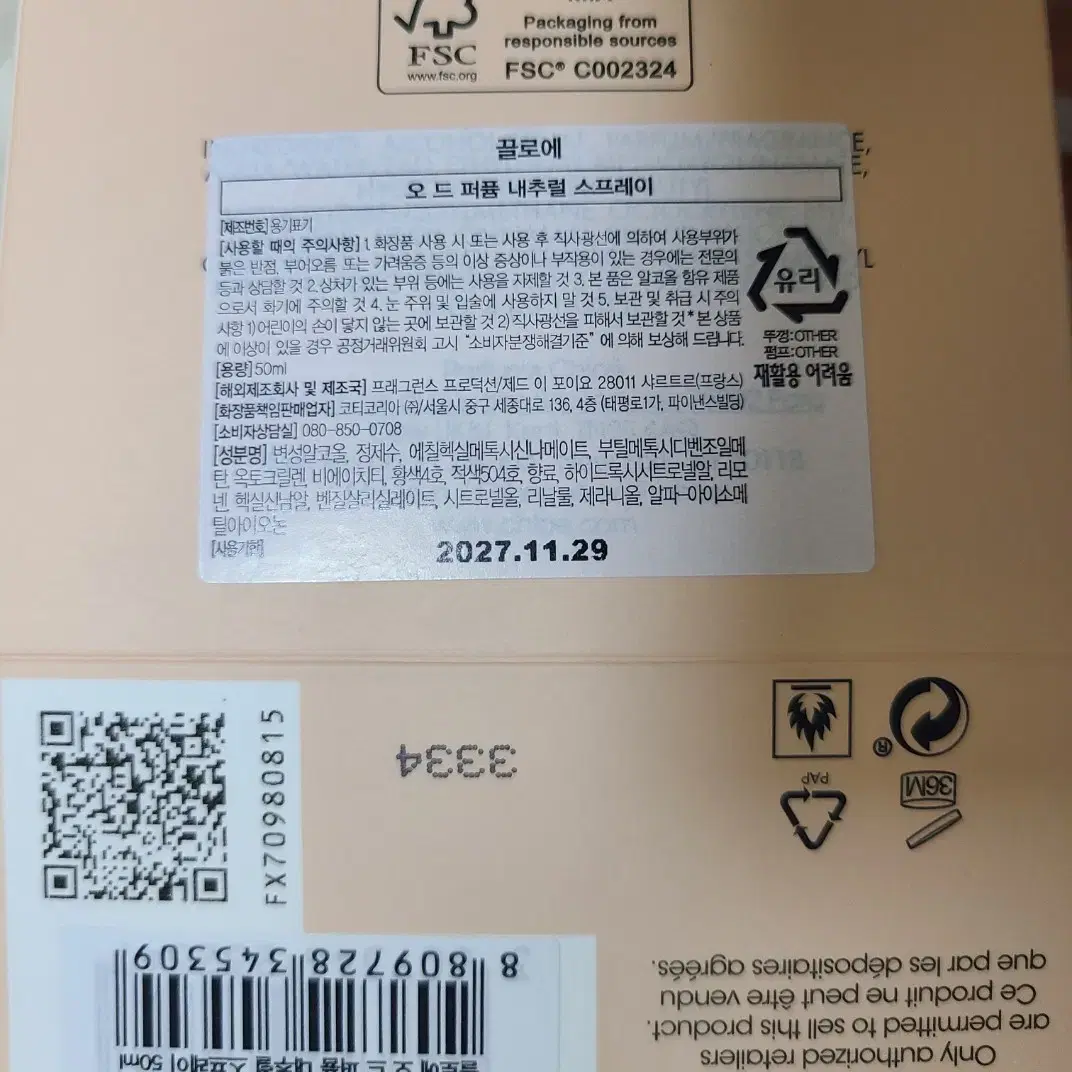 FSC
www.fsc.org
Packaging from
responsible sources
FSC® C002324
끌로에
오 드 퍼퓸 내추럴 스프레이
[제조번호] 용기표기
[사용할 때의 주의사항] 1. 화장품 사용 시 또는 사용 후 직사광선에 의하여 사용부위가
붉은 반점, 부어오름 또는 가려움증 등의 이상 증상이나 부작용이 있는 경우에는 전문의
등과 상담할 것 2. 상처가 있는 부위 등에는 사용을 자제할 것 3. 본 품은 알코올 함유 제품
으로서 화기에 주의할 것 4. 눈 주위 및 입술에 사용하지 말 것 5. 보관 및 취급 시 주의
사항 1) 어린이의 손이 닿지 않는 곳에 보관할 것 2) 직사광선을 피해서 보관할 것 * 본 상품
에 이상이 있을 경우 공정거래위원회 고시 "소비자분쟁해결기준" 에 의해 보상해 드립니다.
[용량] 50ml
[해외제조회사 및 제조국] 프래그런스 프로덕션/제드 이 포이요 28011 샤르트르(프랑스)
[화장품책임판매업자] 코티코리아 ㈜/서울시 중구 세종대로 136, 4층 (태평로1가, 파이낸스빌딩)
[소비자상담실] 080-850-0708
[성분명] 변성알코올, 정제수, 에칠헥실메톡시신나메이트, 부틸메톡시디벤조일메
탄, 옥토크릴렌, 비에이치티, 황색4호, 적색504호, 향료, 하이드록시시트로넬알, 리모
넨, 헥실신남알, 벤질살리실레이트, 시트로넬올, 리날룰, 제라니올, 알파-아이소메
틸아이오논
[사용기한]
2027.11.29
유리
뚜껑:OTHER
펌프:OTHER
재활용 어려움
FX70980815
3334
®
PAP
36M
8 809728 345309
끌로에 오 드 퍼퓸 내추럴 스프레이 50ml
Only authorized retailers
are permitted to sell this product.
Ce produit ne peut être vendu
que par les dépositaires agréés.